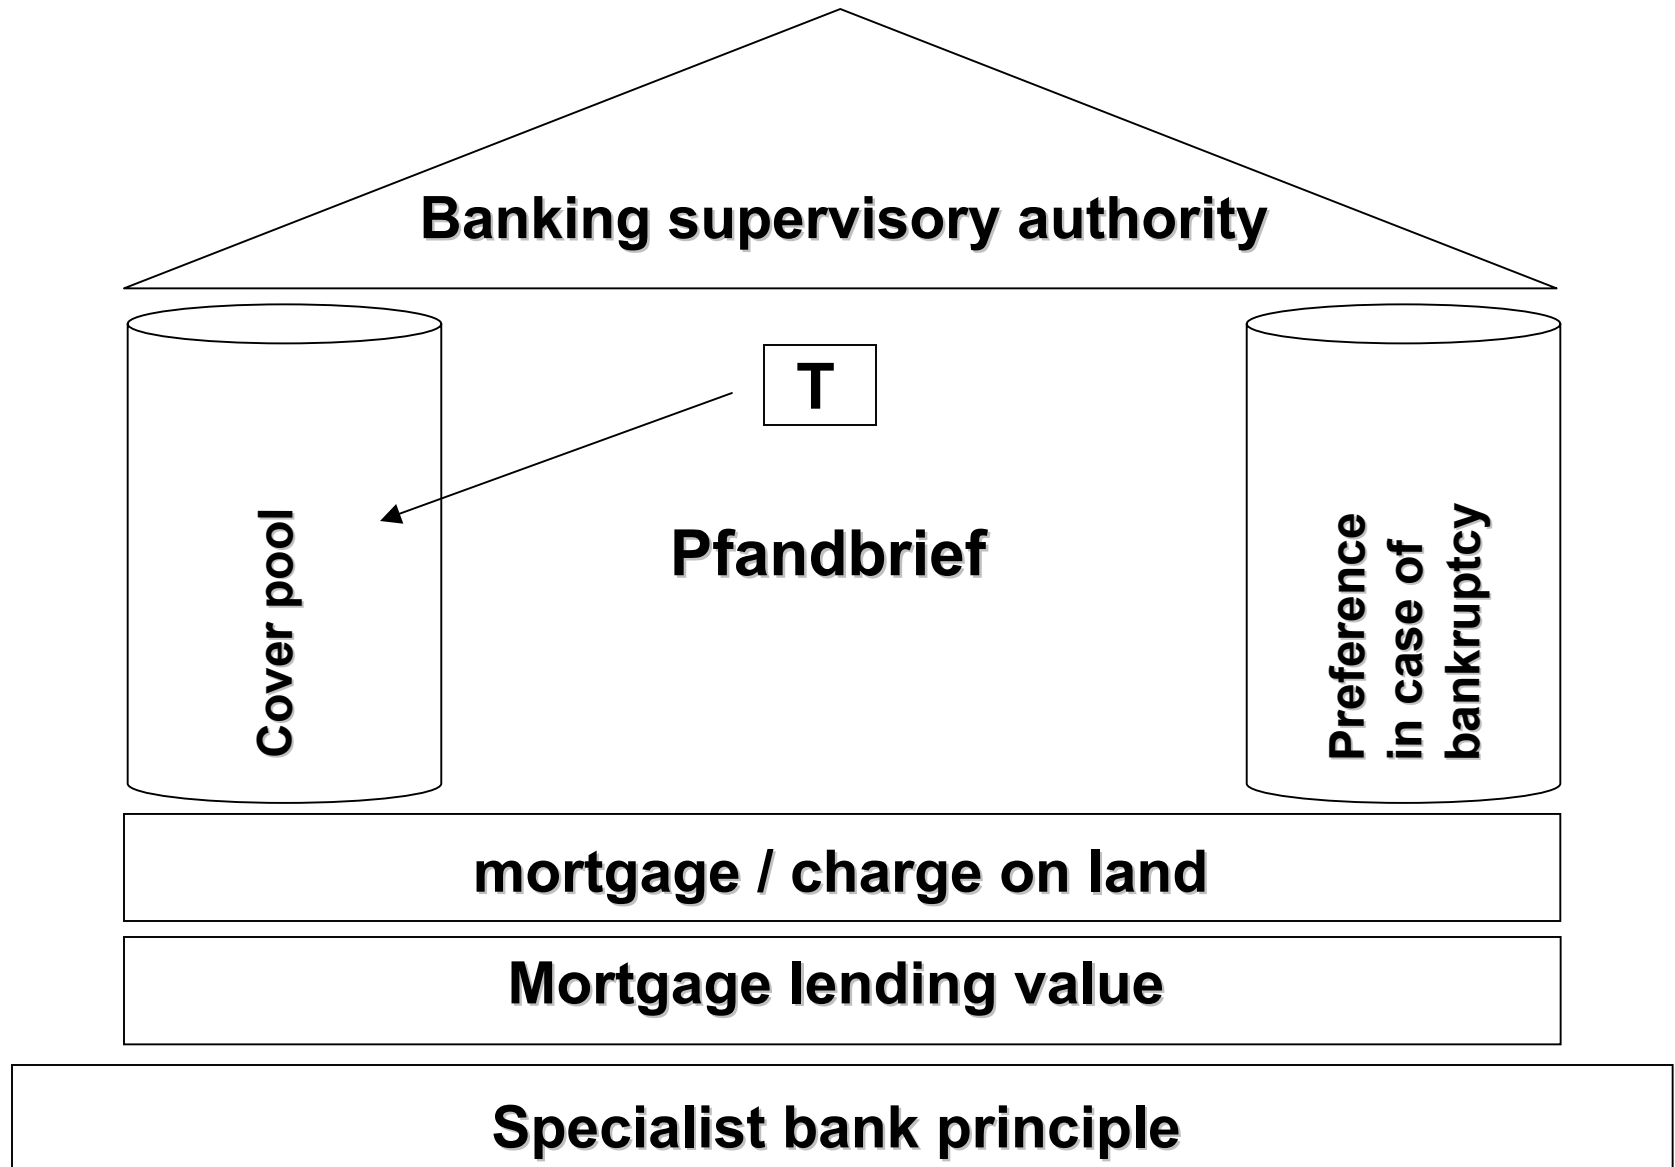 Banking supervisory authority
T
Cover pool
Pfandbrief
Preference
in case of
bankruptcy
mortgage / charge on land
Mortgage lending value
Specialist bank principle